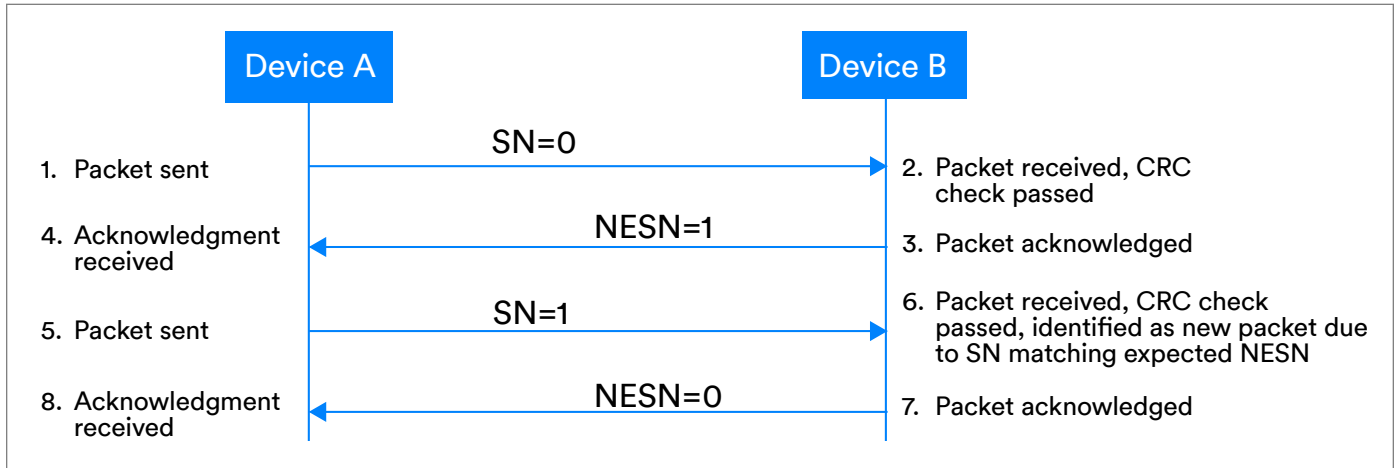 Device A
Device B
SN=0
1. Packet sent
2. Packet received, CRC
check passed
NESN=1
4. Acknowledgment
received
3. Packet acknowledged
SN=1
5. Packet sent
6. Packet received, CRC check
passed, identified as new packet due
to SN matching expected NESN
NESN=0
8. Acknowledgment
received
7. Packet acknowledged